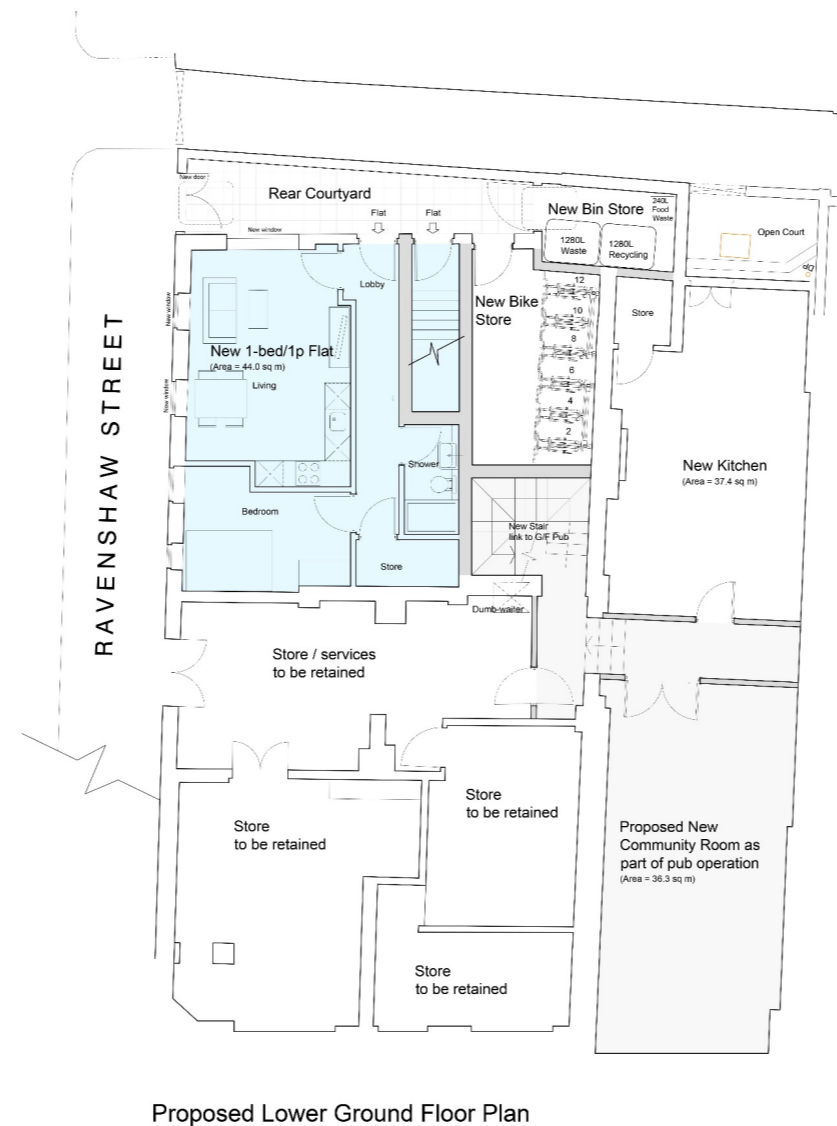 New door
Rear Courtyard
New Bin Store
240L
Food
Waste
Flat
Flat
New window
1280L
Waste
1280L
Recycling
Open Court
Lobby
New window
New Bike
Store
12
10
8
6
4
2
Store
New 1-bed/1p Flat
(Area = 44.0 sq m)
Living
New window
RAVENSHAW STREET
Shower
New Kitchen
(Area = 37.4 sq m)
Bedroom
New Stair
link to G/F Pub
Store
Dumb-waiter
Store / services
to be retained
Store
to be retained
Store
to be retained
Proposed New
Community Room as
part of pub operation
(Area = 36.3 sq m)
Store
to be retained
Proposed Lower Ground Floor Plan